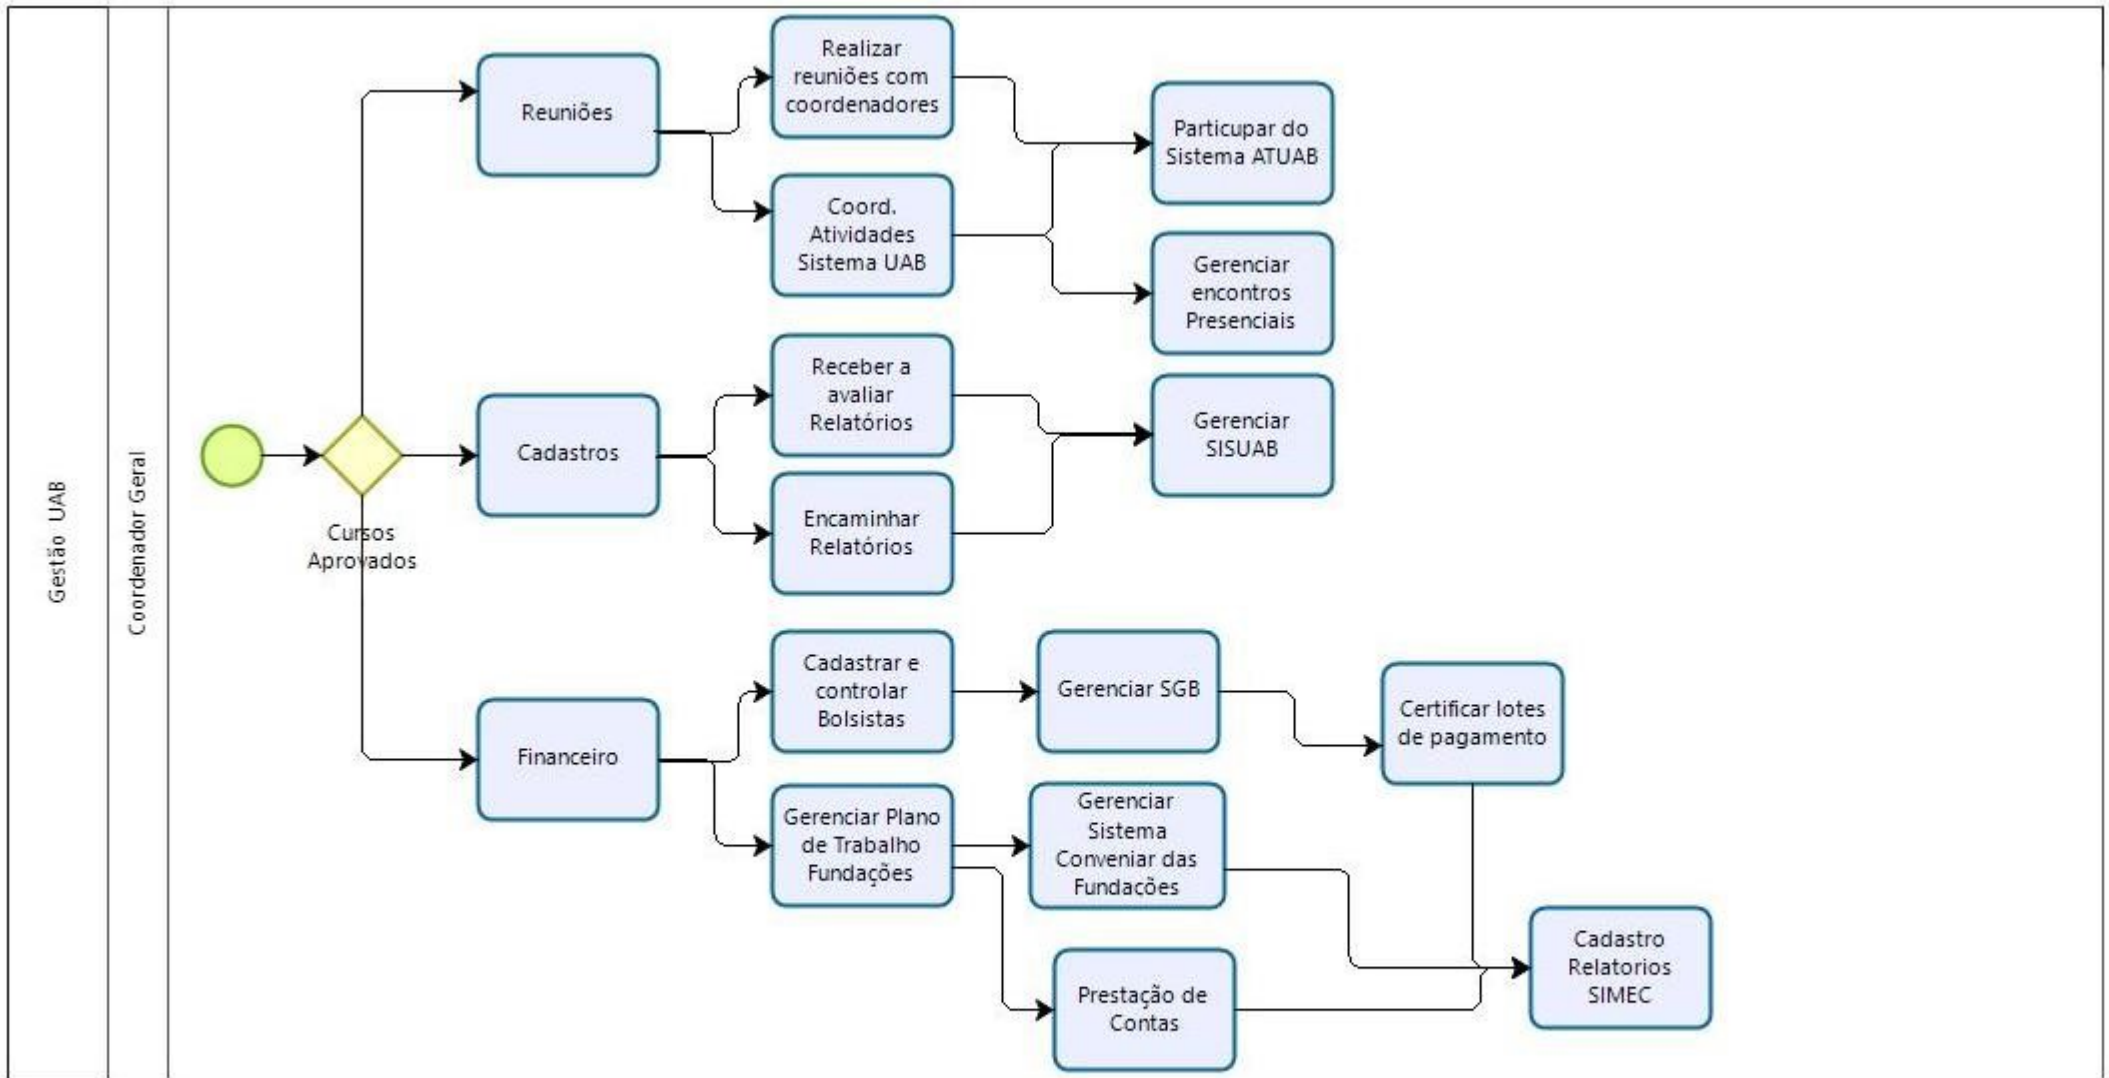 Gestão UAB
Coordenador Geral
Cursos
Aprovados
Reuniões
Realizar
reuniões com
coordenadores
Coord.
Atividades
Sistema UAB
Particupar do
Sistema ATUAB
Gerenciar
encontros
Presenciais
Cadastros
Receber a
avaliar
Relatórios
Encaminhar
Relatórios
Gerenciar
SISUAB
Financeiro
Cadastrar e
controlar
Bolsistas
Gerenciar SGB
Certificar lotes
de pagamento
Gerenciar Plano
de Trabalho
Fundações
Gerenciar
Sistema
Conveniar das
Fundações
Prestação de
Contas
Cadastro
Relatorios
SIMEC